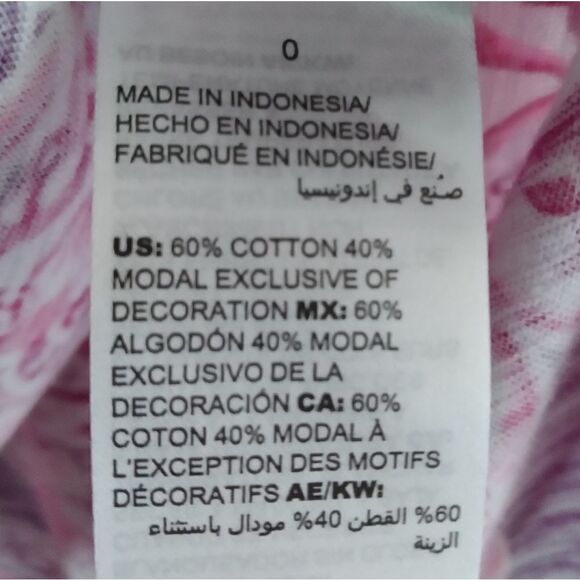 0
MADE IN INDONESIA/
HECHO EN INDONESIA/
FABRIQUÉ EN INDONÉSIE/
صنع في إندونيسيا
US: 60% COTTON 40%
MODAL EXCLUSIVE OF
DECORATION MX: 60%
ALGODÓN 40% MODAL
EXCLUSIVO DE LA
DECORACIÓN CA: 60%
COTON 40% MODAL À
L'EXCEPTION DES MOTIFS
DÉCORATIFS AE/KW:
60% القطن 40% مودال باستثناء
الزينة